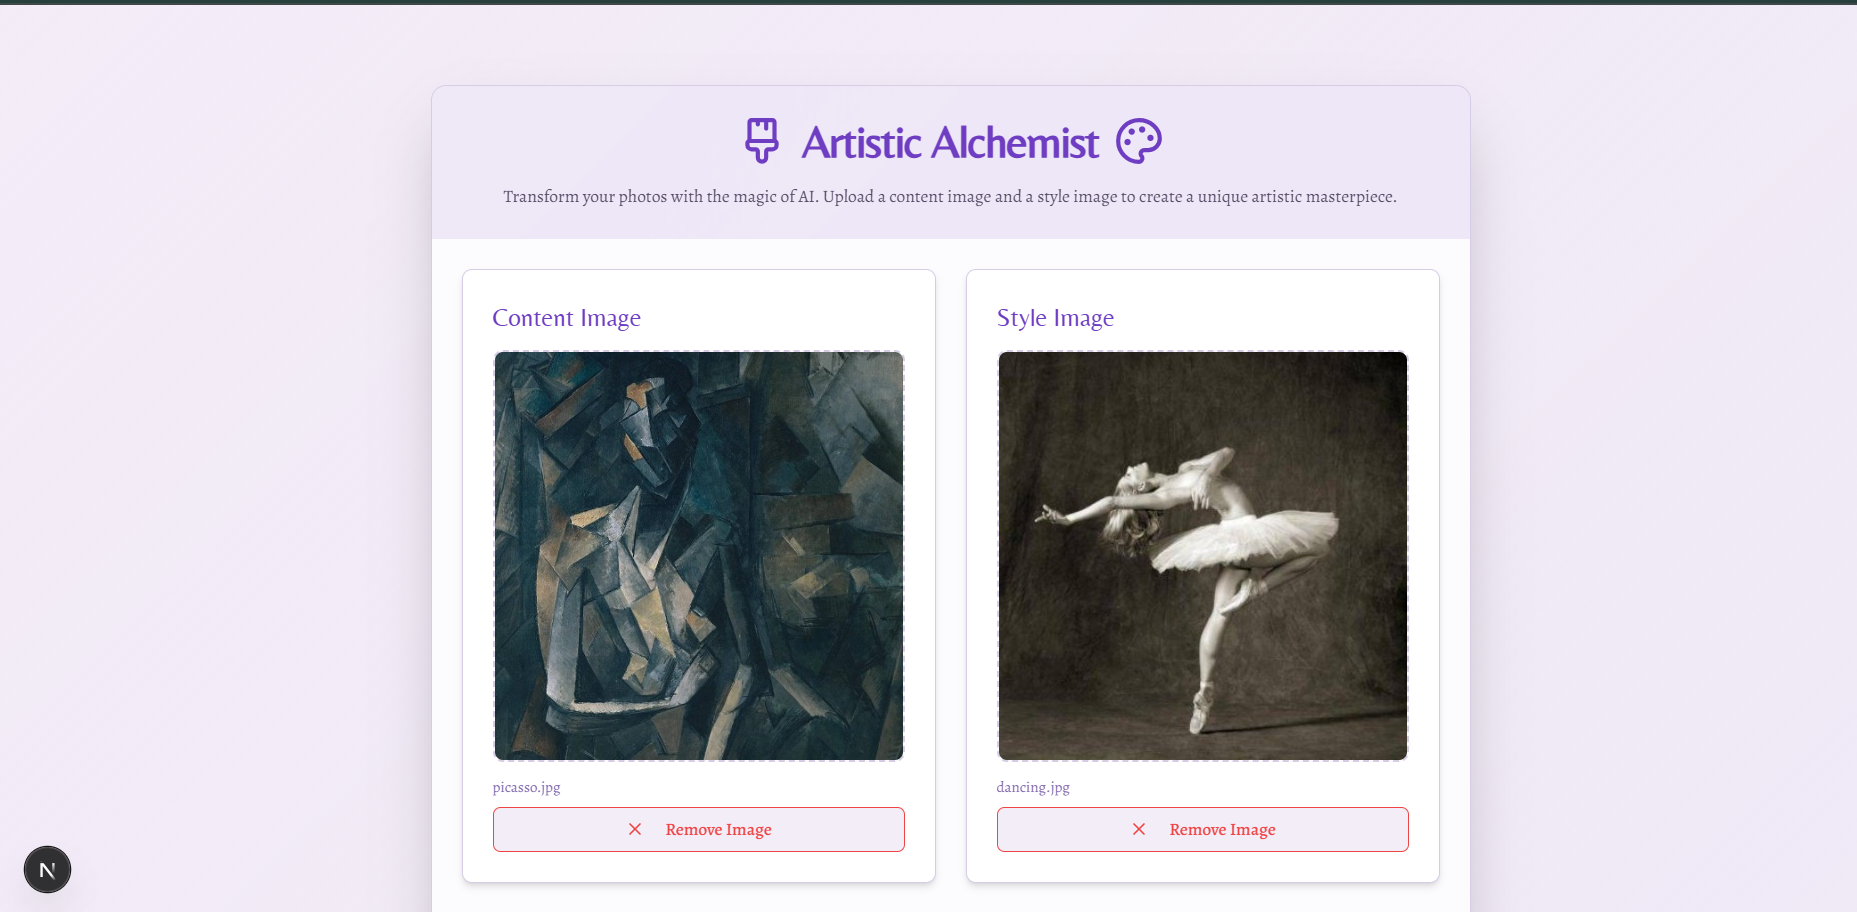 Artistic Alchemist
Transform your photos with the magic of AI. Upload a content image and a style image to create a unique artistic masterpiece.
Content Image
picasso.jpg
Remove Image
Style Image
dancing.jpg
Remove Image
N